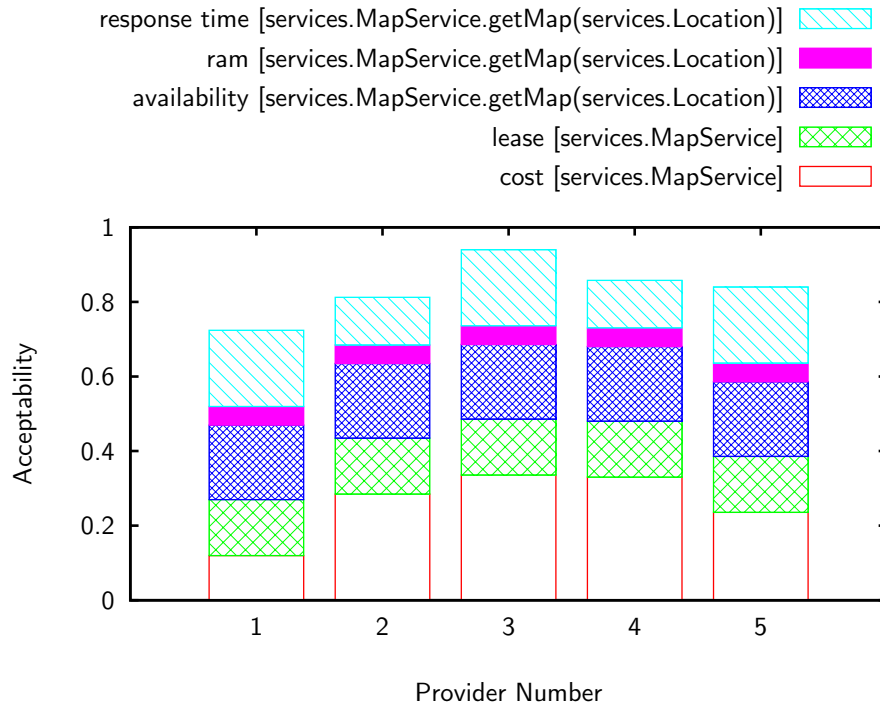 response time [services.MapService.getMap(services.Location)]
ram [services.MapService.getMap(services.Location)]
availability [services.MapService.getMap(services.Location)]
lease [services.MapService]
cost [services.MapService]
1
0.8
0.6
0.4
0.2
0
Acceptability
1 2 3 4 5
Provider Number